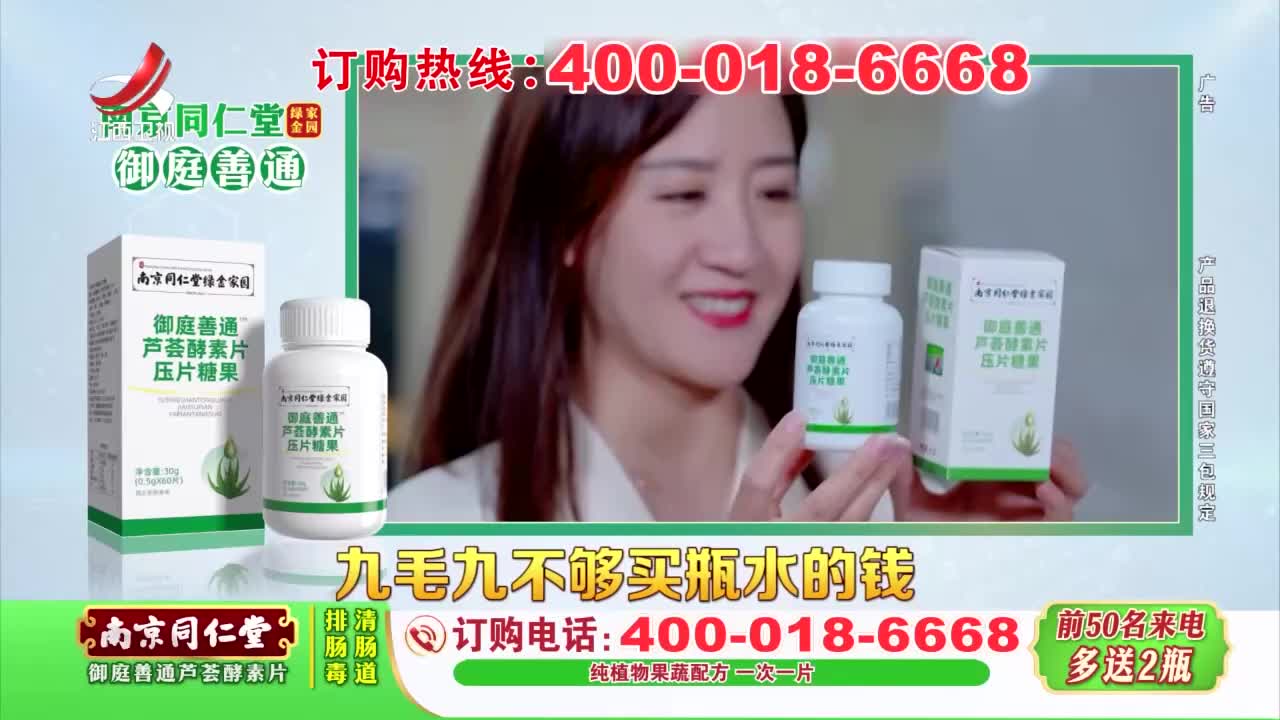 订购热线:400-018-6668
江西卫视
南京同仁堂
绿金家园
御庭善通
广告
产品退换货遵守国家三包规定
南京同仁堂绿金家园
御庭善通
芦荟酵素片
压片糖果
净含量:30g
(0.5gX60片)
南京同仁堂绿金家园
御庭善通
芦荟酵素片
压片糖果
御庭善通
芦荟酵素片
压片糖果
南京同仁堂绿金家园
御庭善通
芦荟酵素片
压片糖果
九毛九不够买瓶水的钱
南京同仁堂
御庭善通芦荟酵素片
清肠道
排肠毒
订购电话:400-018-6668
纯植物果蔬配方 一次一片
前50名来电
多送2瓶